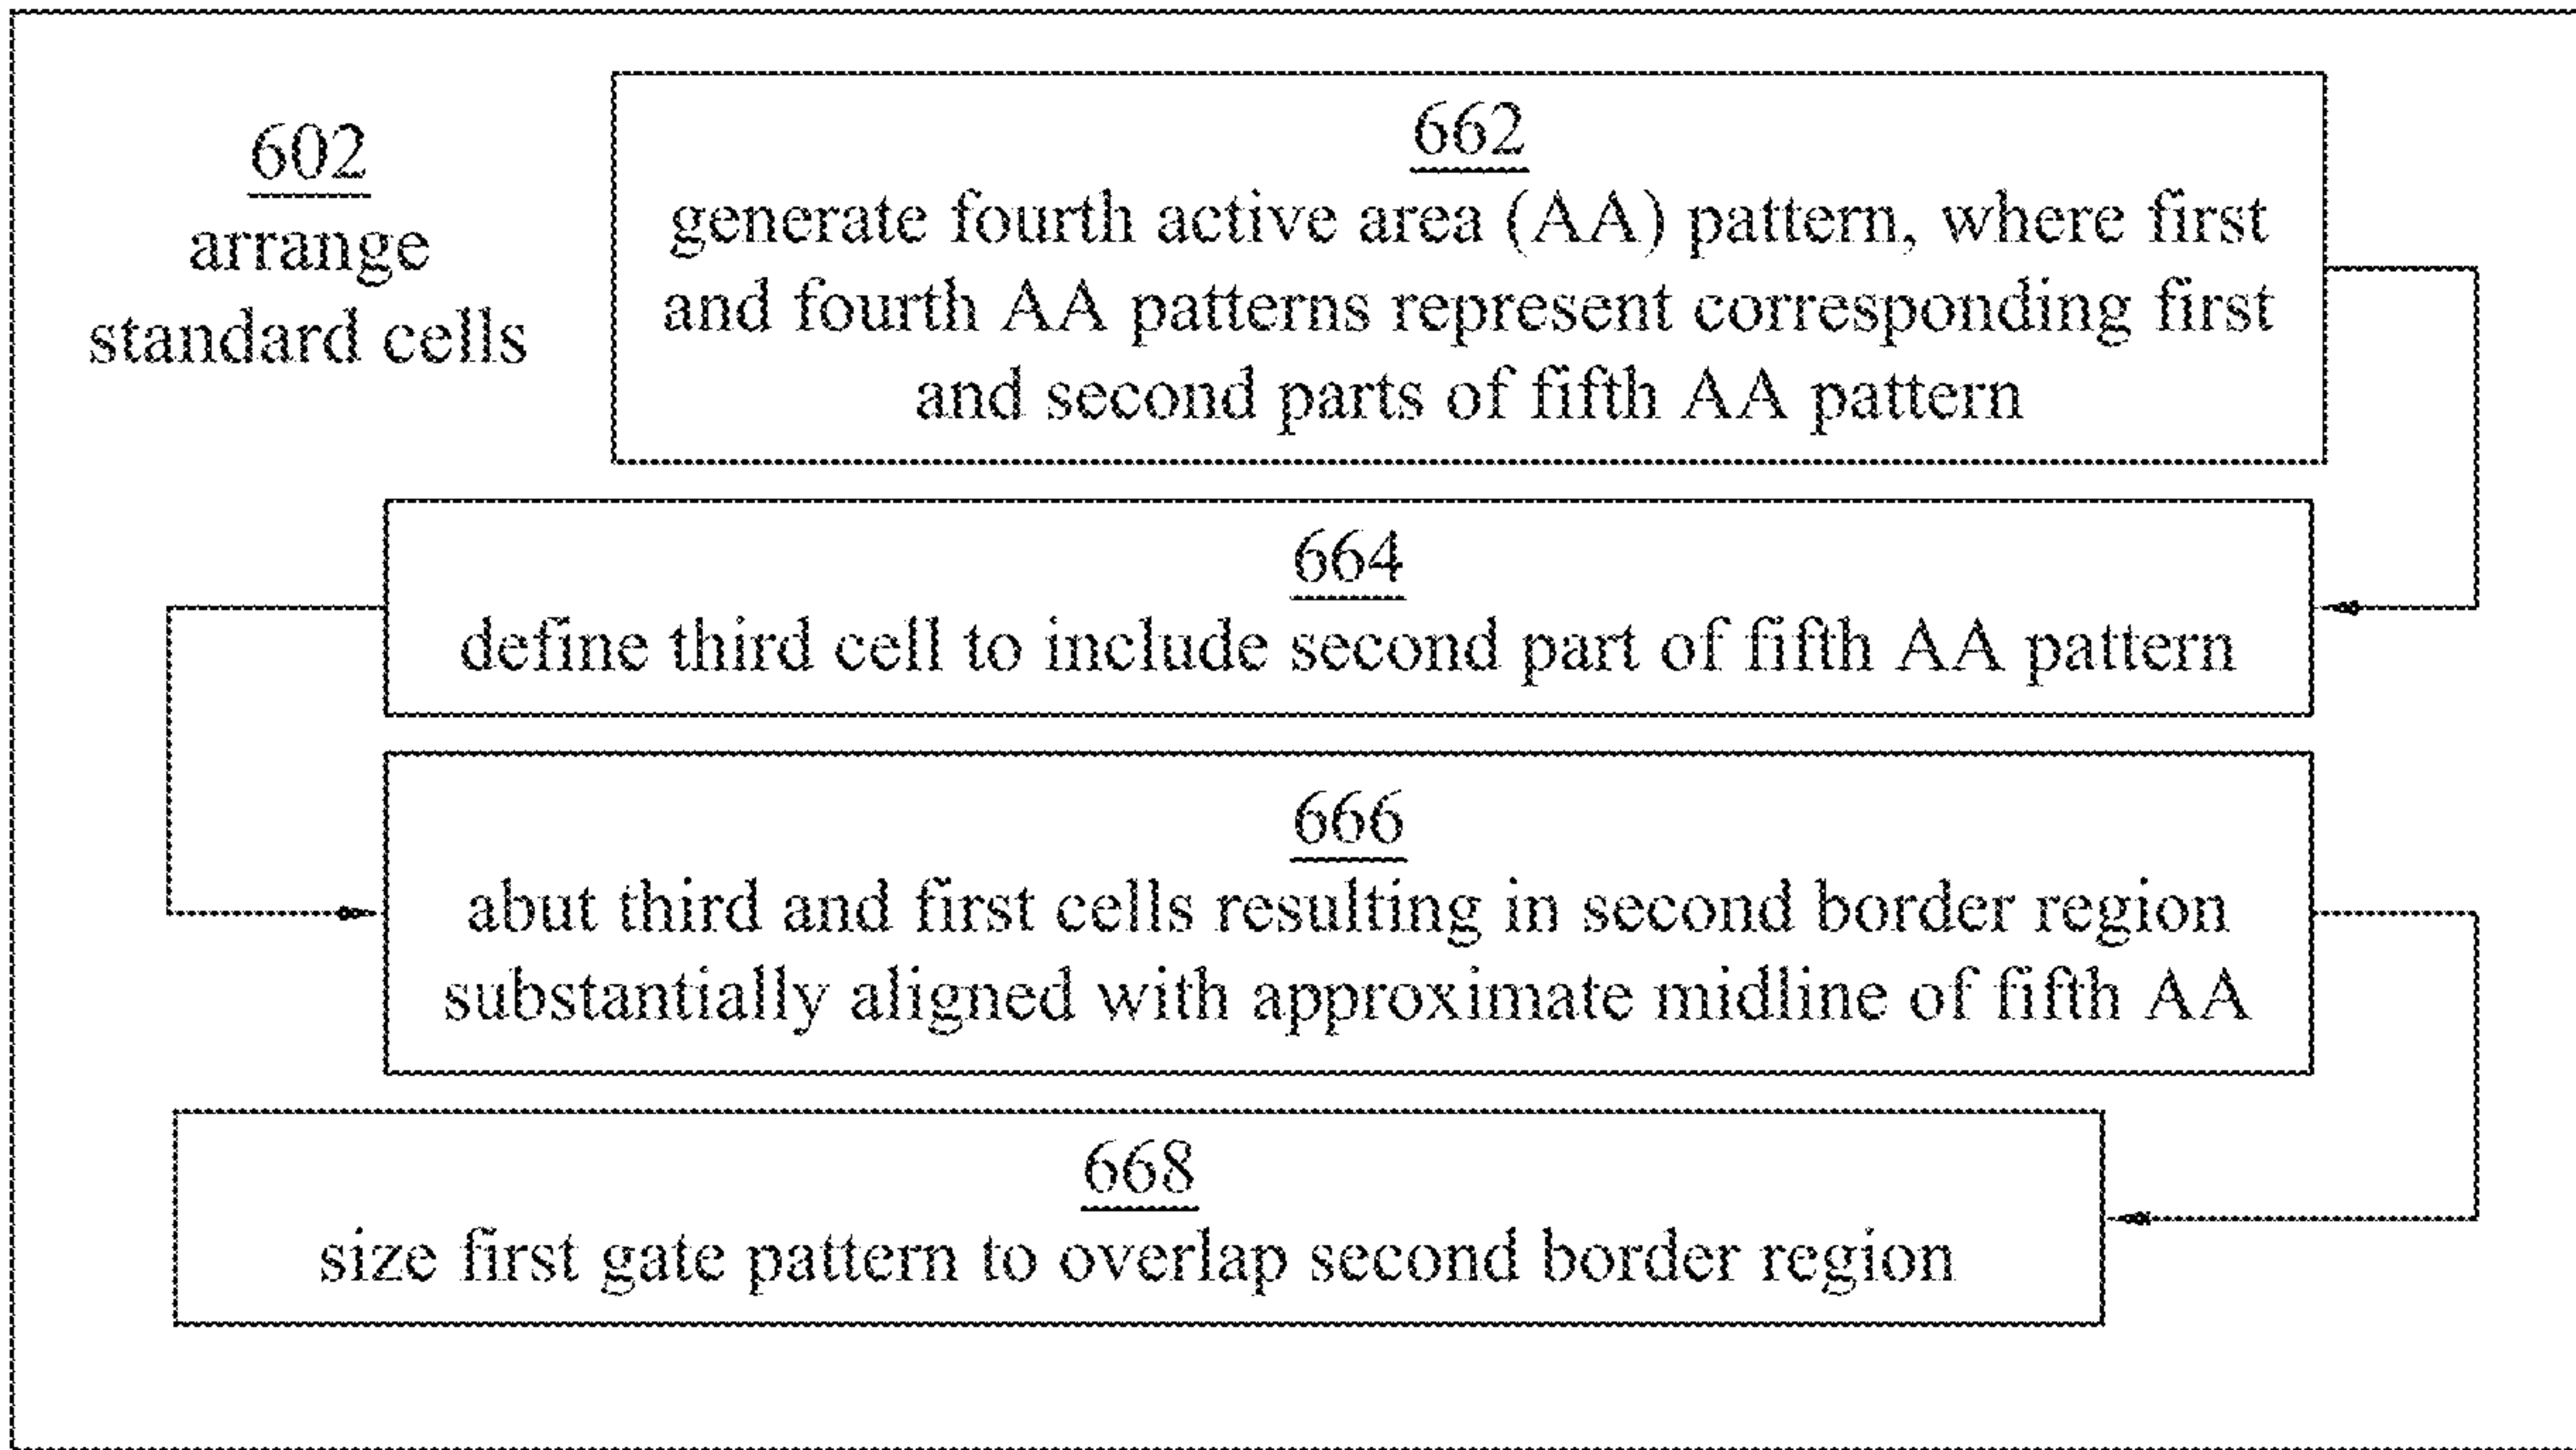 602
arrange
standard cells
662
generate fourth active area (AA) pattern, where first
and fourth AA patterns represent corresponding first
and second parts of fifth AA pattern
664
define third cell to include second part of fifth AA pattern
666
abut third and first cells resulting in second border region
substantially aligned with approximate midline of fifth AA
668
size first gate pattern to overlap second border region